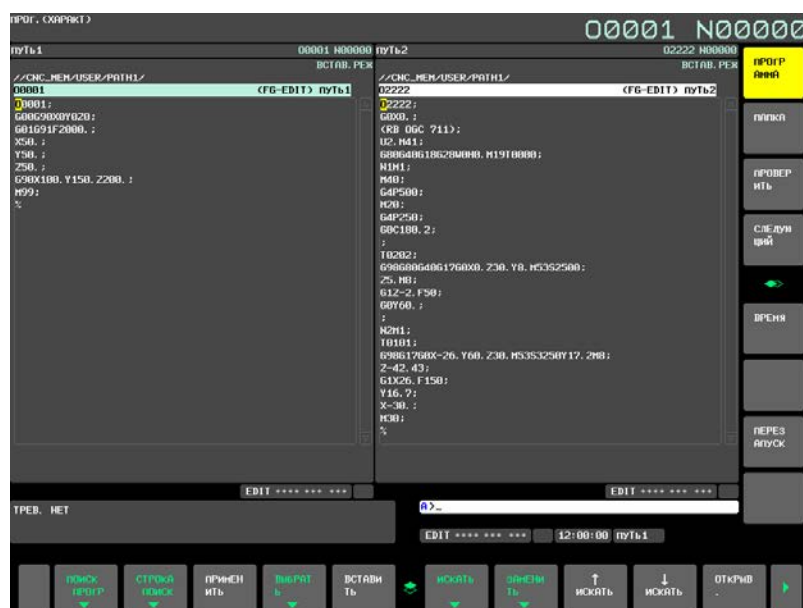 ПРОГ.(ХАРАКТ)
O0001 N00000
ПУТЬ1 O0001 N00000
ВСТАВ.РЕЖ
//CNC_MEM/USER/PATH1/
O0001 (FG-EDIT) ПУТЬ1
O0001;
G00G90X0Y0Z0;
G01G91F2000.;
X50.;
Y50.;
Z50.;
G90X100.Y150.Z200.;
M99;
%
ПУТЬ2 O2222 N00000
ВСТАВ.РЕЖ
//CNC_MEM/USER/PATH1/
O2222 (FG-EDIT) ПУТЬ2
O2222;
G0X0.;
(RB OGC 711);
U2.M41;
G80G40G18G28W0H0.M19T0000;
N1M1;
M40;
G4P500;
M20;
G4P250;
G0C180.2;
;
T0202;
G98G80G40G17G0X0.Z30.Y0.M53S2500;
Z5.M8;
G1Z-2.F50;
G0Y60.;
;
N2M1;
T0101;
G98G17G0X-26.Y60.Z30.M53S3250Y17.2M8;
Z-42.43;
G1X26.F150;
Y16.7;
X-30.;
M30;
%
ПРОГР
АММА
ПАПКА
ПРОВЕР
ИТЬ
СЛЕДУЮ
ЩИЙ
ВРЕМЯ
ПЕРЕЗ
АПУСК
EDIT **** *** ***
EDIT **** *** ***
ТРЕВ. НЕТ
A>_
EDIT **** *** *** 12:00:00 ПУТЬ1
ПОИСК
ПРОГР
СТРОКА
ПОИСК
ПРИМЕН
ИТЬ
ВЫБРАТ
Ь
ВСТАВИ
ТЬ
ИСКАТЬ
ЗАМЕНИ
ТЬ
↑
ИСКАТЬ
↓
ИСКАТЬ
ОТКРЫВ
.